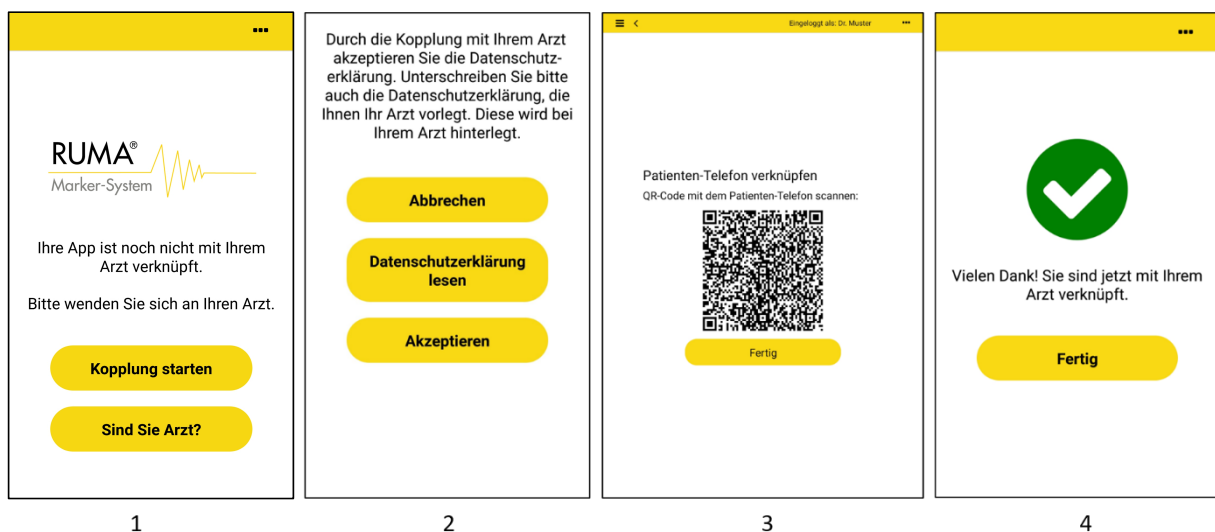 RUMA®
Marker-System
Ihre App ist noch nicht mit Ihrem
Arzt verknüpft.
Bitte wenden Sie sich an Ihren Arzt.
Kopplung starten
Sind Sie Arzt?
1
Durch die Kopplung mit Ihrem Arzt
akzeptieren Sie die Datenschutz-
erklärung. Unterschreiben Sie bitte
auch die Datenschutzerklärung, die
Ihnen Ihr Arzt vorlegt. Diese wird bei
Ihrem Arzt hinterlegt.
Abbrechen
Datenschutzerklärung
lesen
Akzeptieren
2
Eingeloggt als: Dr. Muster
Patienten-Telefon verknüpfen
QR-Code mit dem Patienten-Telefon scannen:
Fertig
3
Vielen Dank! Sie sind jetzt mit Ihrem
Arzt verknüpft.
Fertig
4